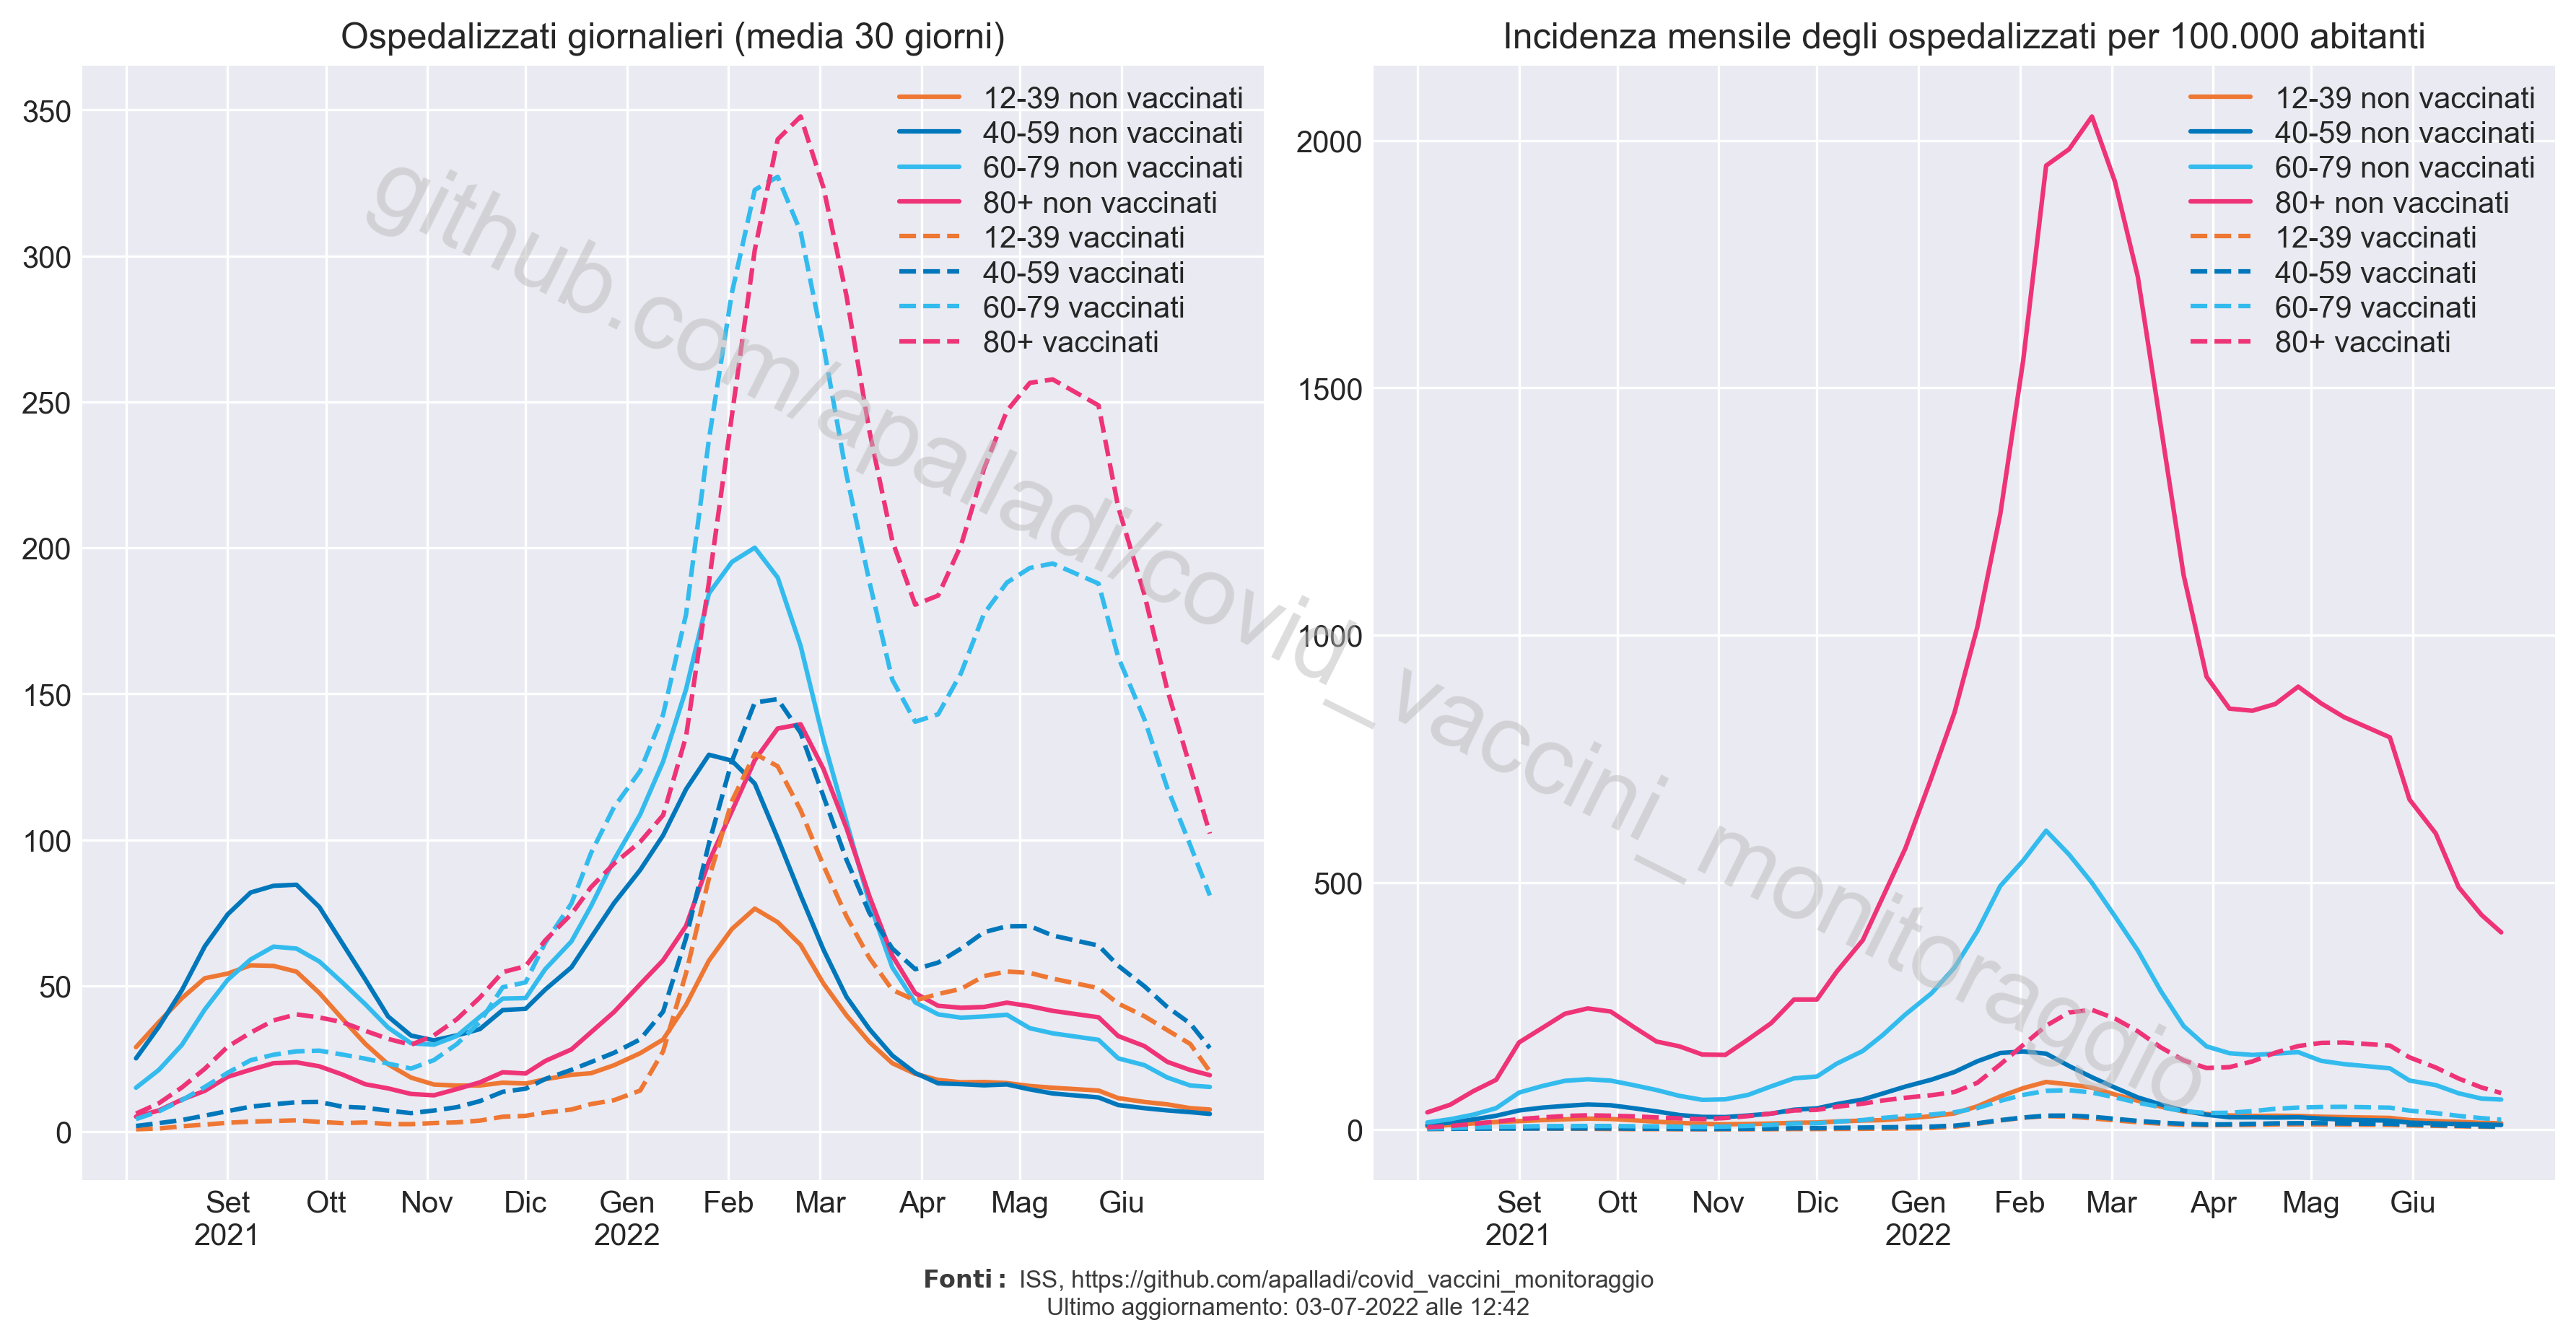 Ospedalizzati giornalieri (media 30 giorni)
350
300
250
200
150
100
50
0
12-39 non vaccinati
40-59 non vaccinati
60-79 non vaccinati
80+ non vaccinati
12-39 vaccinati
40-59 vaccinati
60-79 vaccinati
80+ vaccinati
Set Ott Nov Dic Gen Feb Mar Apr Mag Giu
2021 2022
Incidenza mensile degli ospedalizzati per 100.000 abitanti
2000
1500
1000
500
0
12-39 non vaccinati
40-59 non vaccinati
60-79 non vaccinati
80+ non vaccinati
12-39 vaccinati
40-59 vaccinati
60-79 vaccinati
80+ vaccinati
Set Ott Nov Dic Gen Feb Mar Apr Mag Giu
2021 2022
github.com/apalladi/covid_vaccini_monitoraggio
Fonti: ISS, https://github.com/apalladi/covid_vaccini_monitoraggio
Ultimo aggiornamento: 03-07-2022 alle 12:42